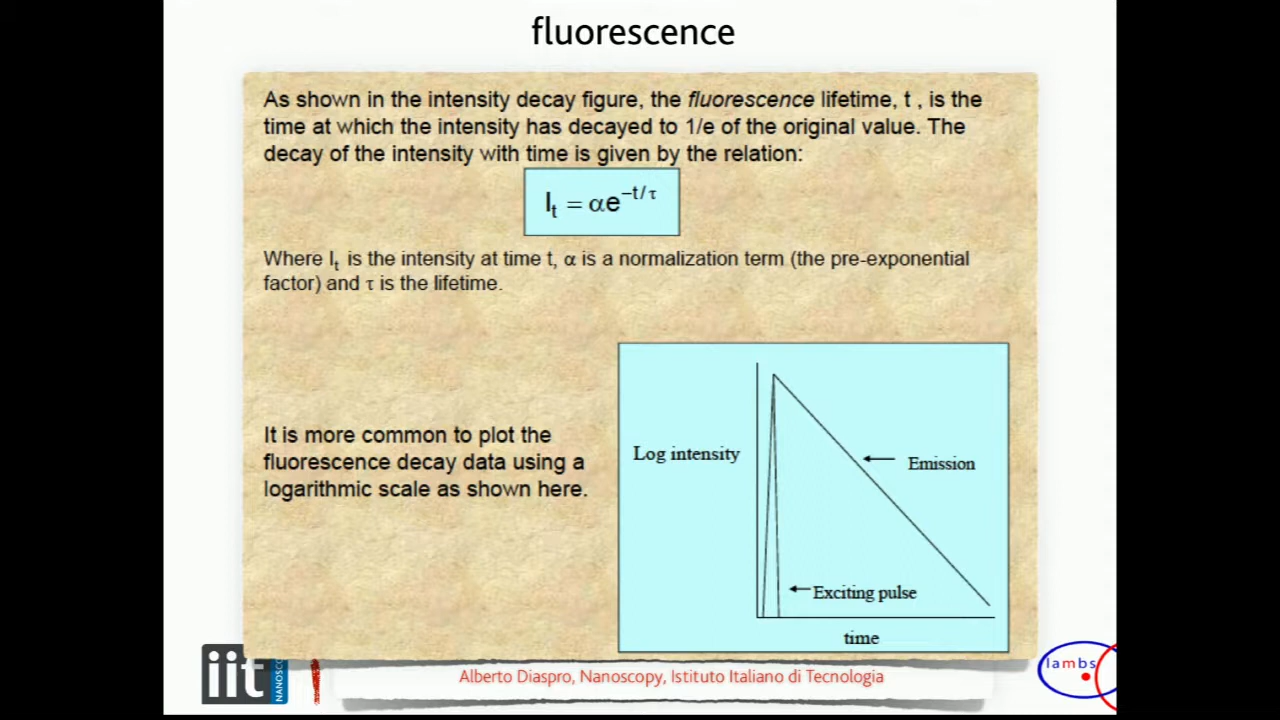 fluorescence
As shown in the intensity decay figure, the fluorescence lifetime, t , is the
time at which the intensity has decayed to 1/e of the original value. The
decay of the intensity with time is given by the relation:
Iₜ = αe^−t/τ
Where Iₜ is the intensity at time t, α is a normalization term (the pre-exponential
factor) and τ is the lifetime.
It is more common to plot the
fluorescence decay data using a
logarithmic scale as shown here.
Log intensity
Emission
Exciting pulse
time
iit
Alberto Diaspro, Nanoscopy, Istituto Italiano di Tecnologia
lambs